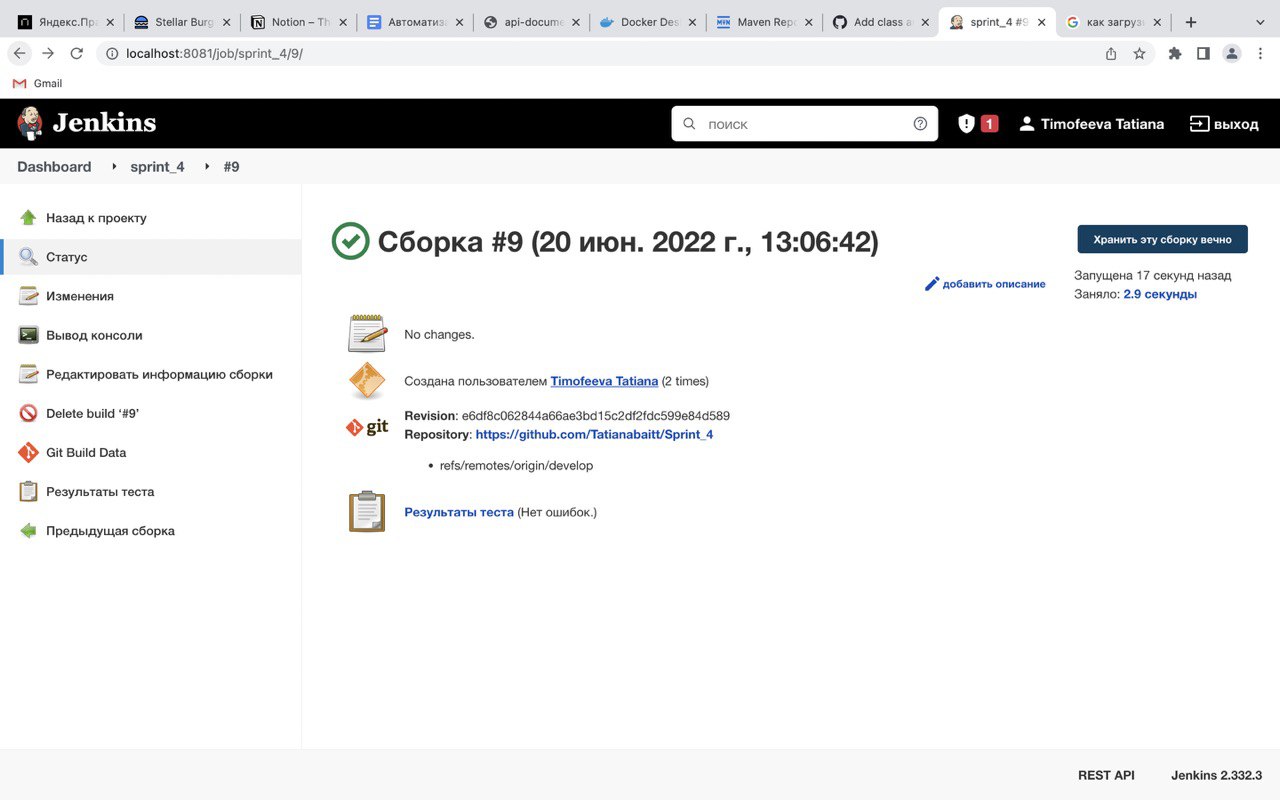 Яндекс.Пра
Stellar Burg
Notion – Th
Автоматиза
api-docume
Docker Des
Maven Repo
Add class a
sprint_4 #9
как загрузи
localhost:8081/job/sprint_4/9/
Gmail
Jenkins
поиск
1
Timofeeva Tatiana
выход
Dashboard
sprint_4
#9
Назад к проекту
Статус
Изменения
Вывод консоли
Редактировать информацию сборки
Delete build ‘#9’
Git Build Data
Результаты теста
Предыдущая сборка
Сборка #9 (20 июн. 2022 г., 13:06:42)
Хранить эту сборку вечно
добавить описание
Запущена 17 секунд назад
Заняло: 2.9 секунды
No changes.
Создана пользователем Timofeeva Tatiana (2 times)
git
Revision: e6df8c062844a66ae3bd15c2df2fdc599e84d589
Repository: https://github.com/Tatianabaitt/Sprint_4
• refs/remotes/origin/develop
Результаты теста (Нет ошибок.)
REST API
Jenkins 2.332.3